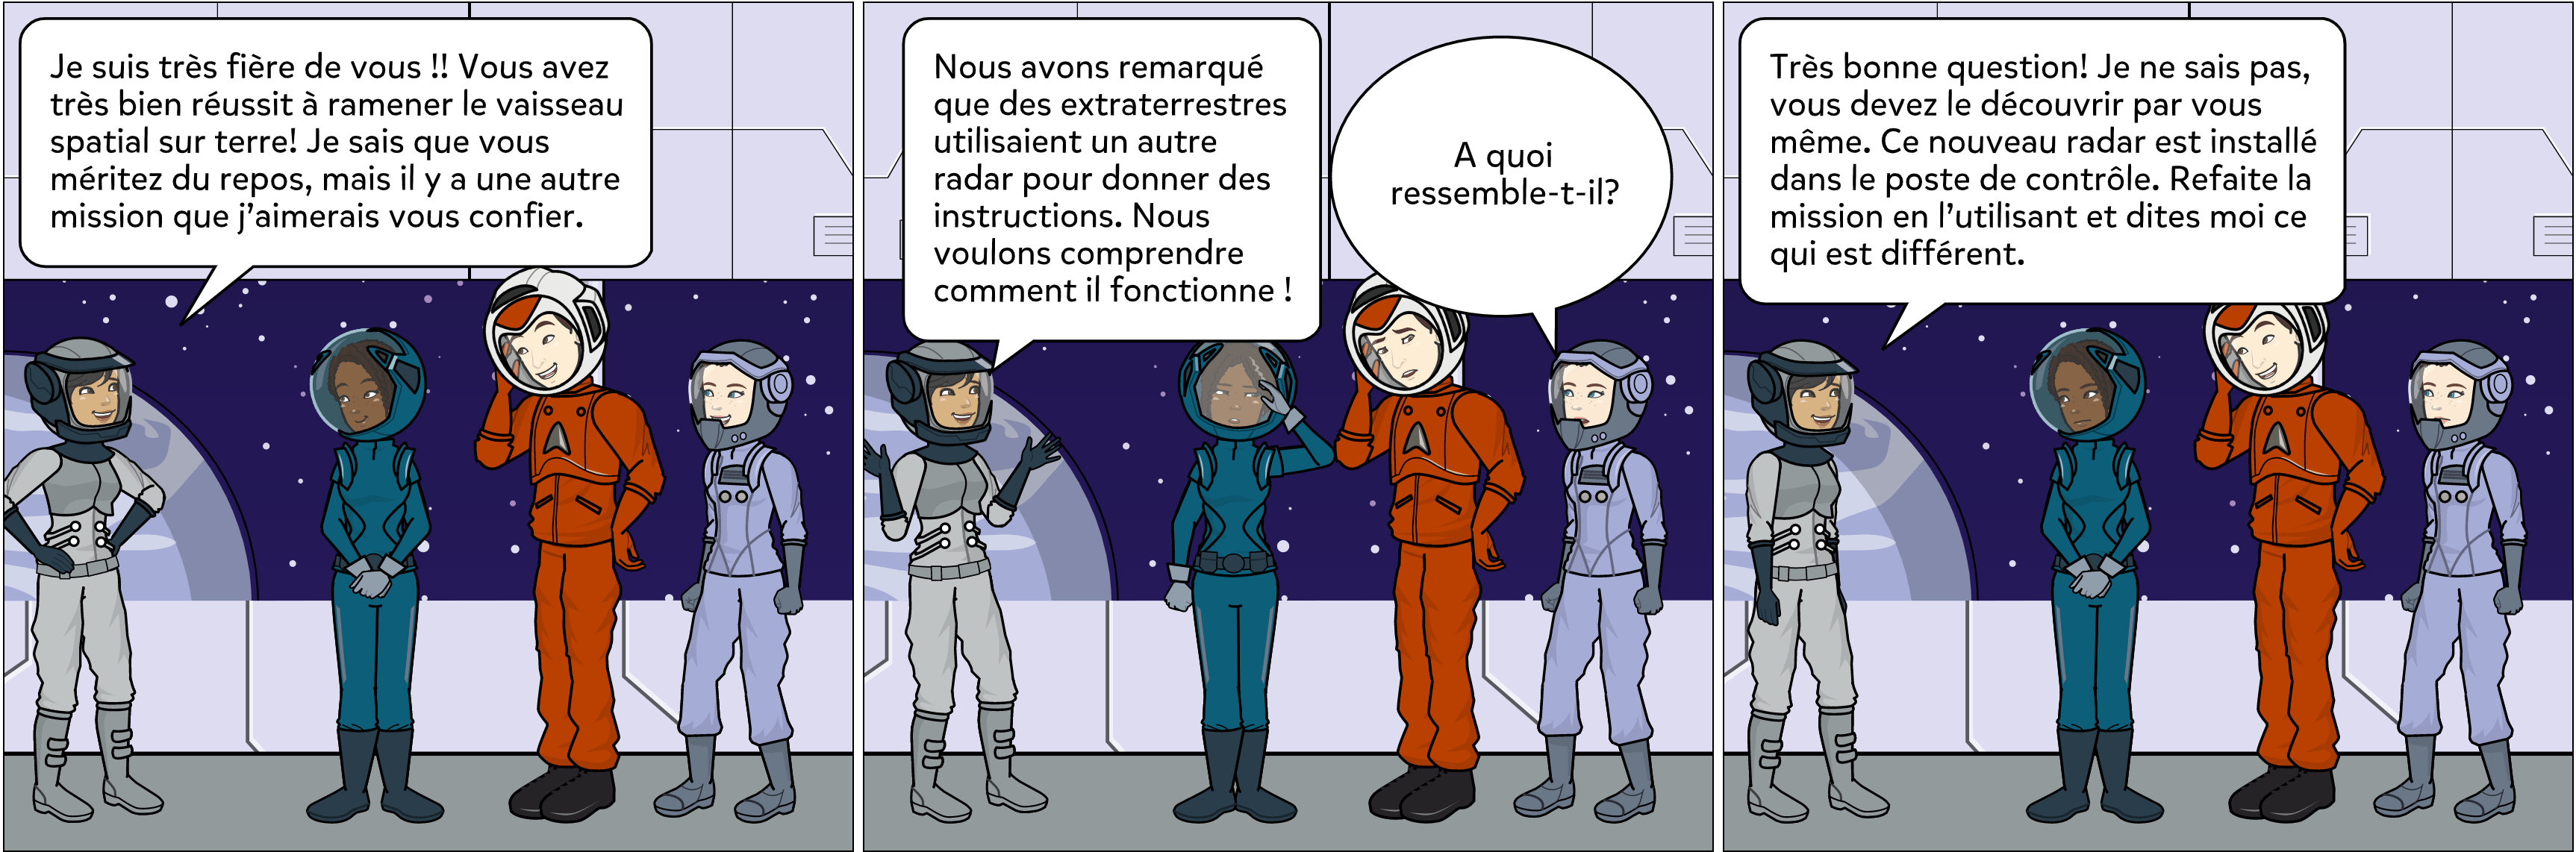 Je suis très fière de vous !! Vous avez
très bien réussit à ramener le vaisseau
spatial sur terre! Je sais que vous
méritez du repos, mais il y a une autre
mission que j’aimerais vous confier.
Nous avons remarqué
que des extraterrestres
utilisaient un autre
radar pour donner des
instructions. Nous
voulons comprendre
comment il fonctionne !
A quoi
ressemble-t-il?
Très bonne question! Je ne sais pas,
vous devez le découvrir par vous
même. Ce nouveau radar est installé
dans le poste de contrôle. Refaite la
mission en l’utilisant et dites moi ce
qui est différent.